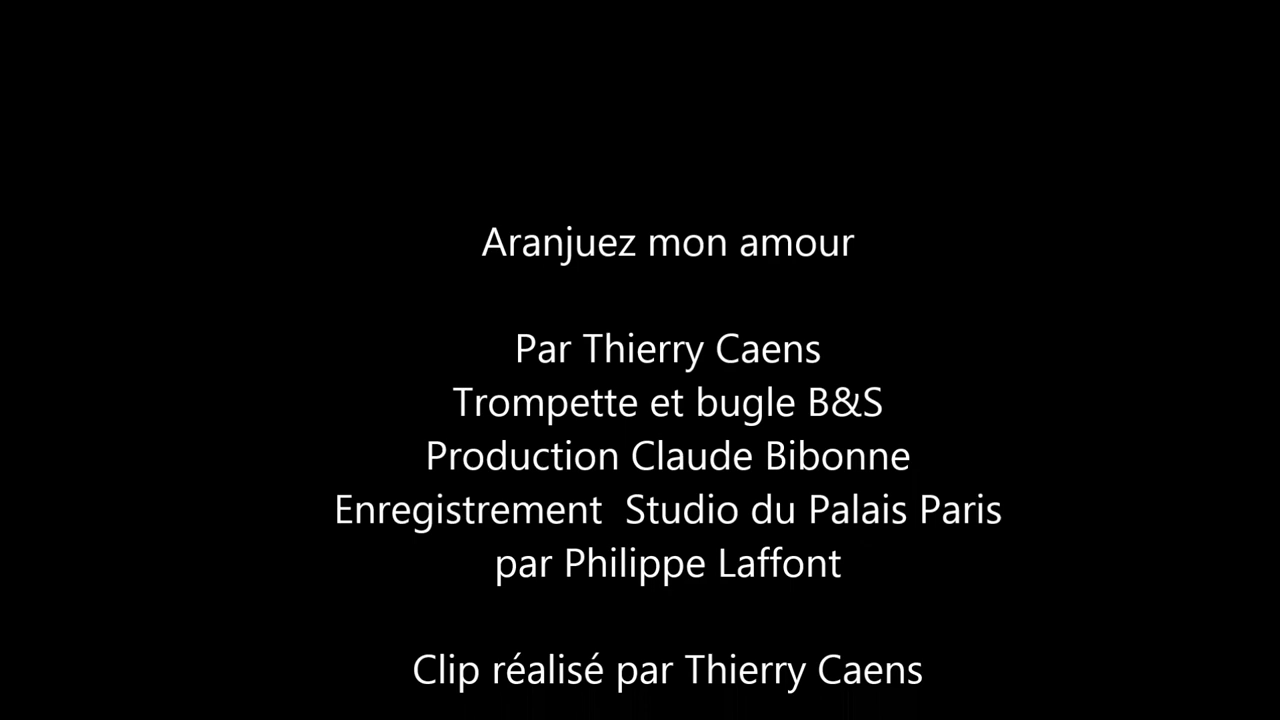 Aranjuez mon amour
Par Thierry Caens
Trompette et bugle B&S
Production Claude Bibonne
Enregistrement  Studio du Palais Paris
par Philippe Laffont
Clip réalisé par Thierry Caens